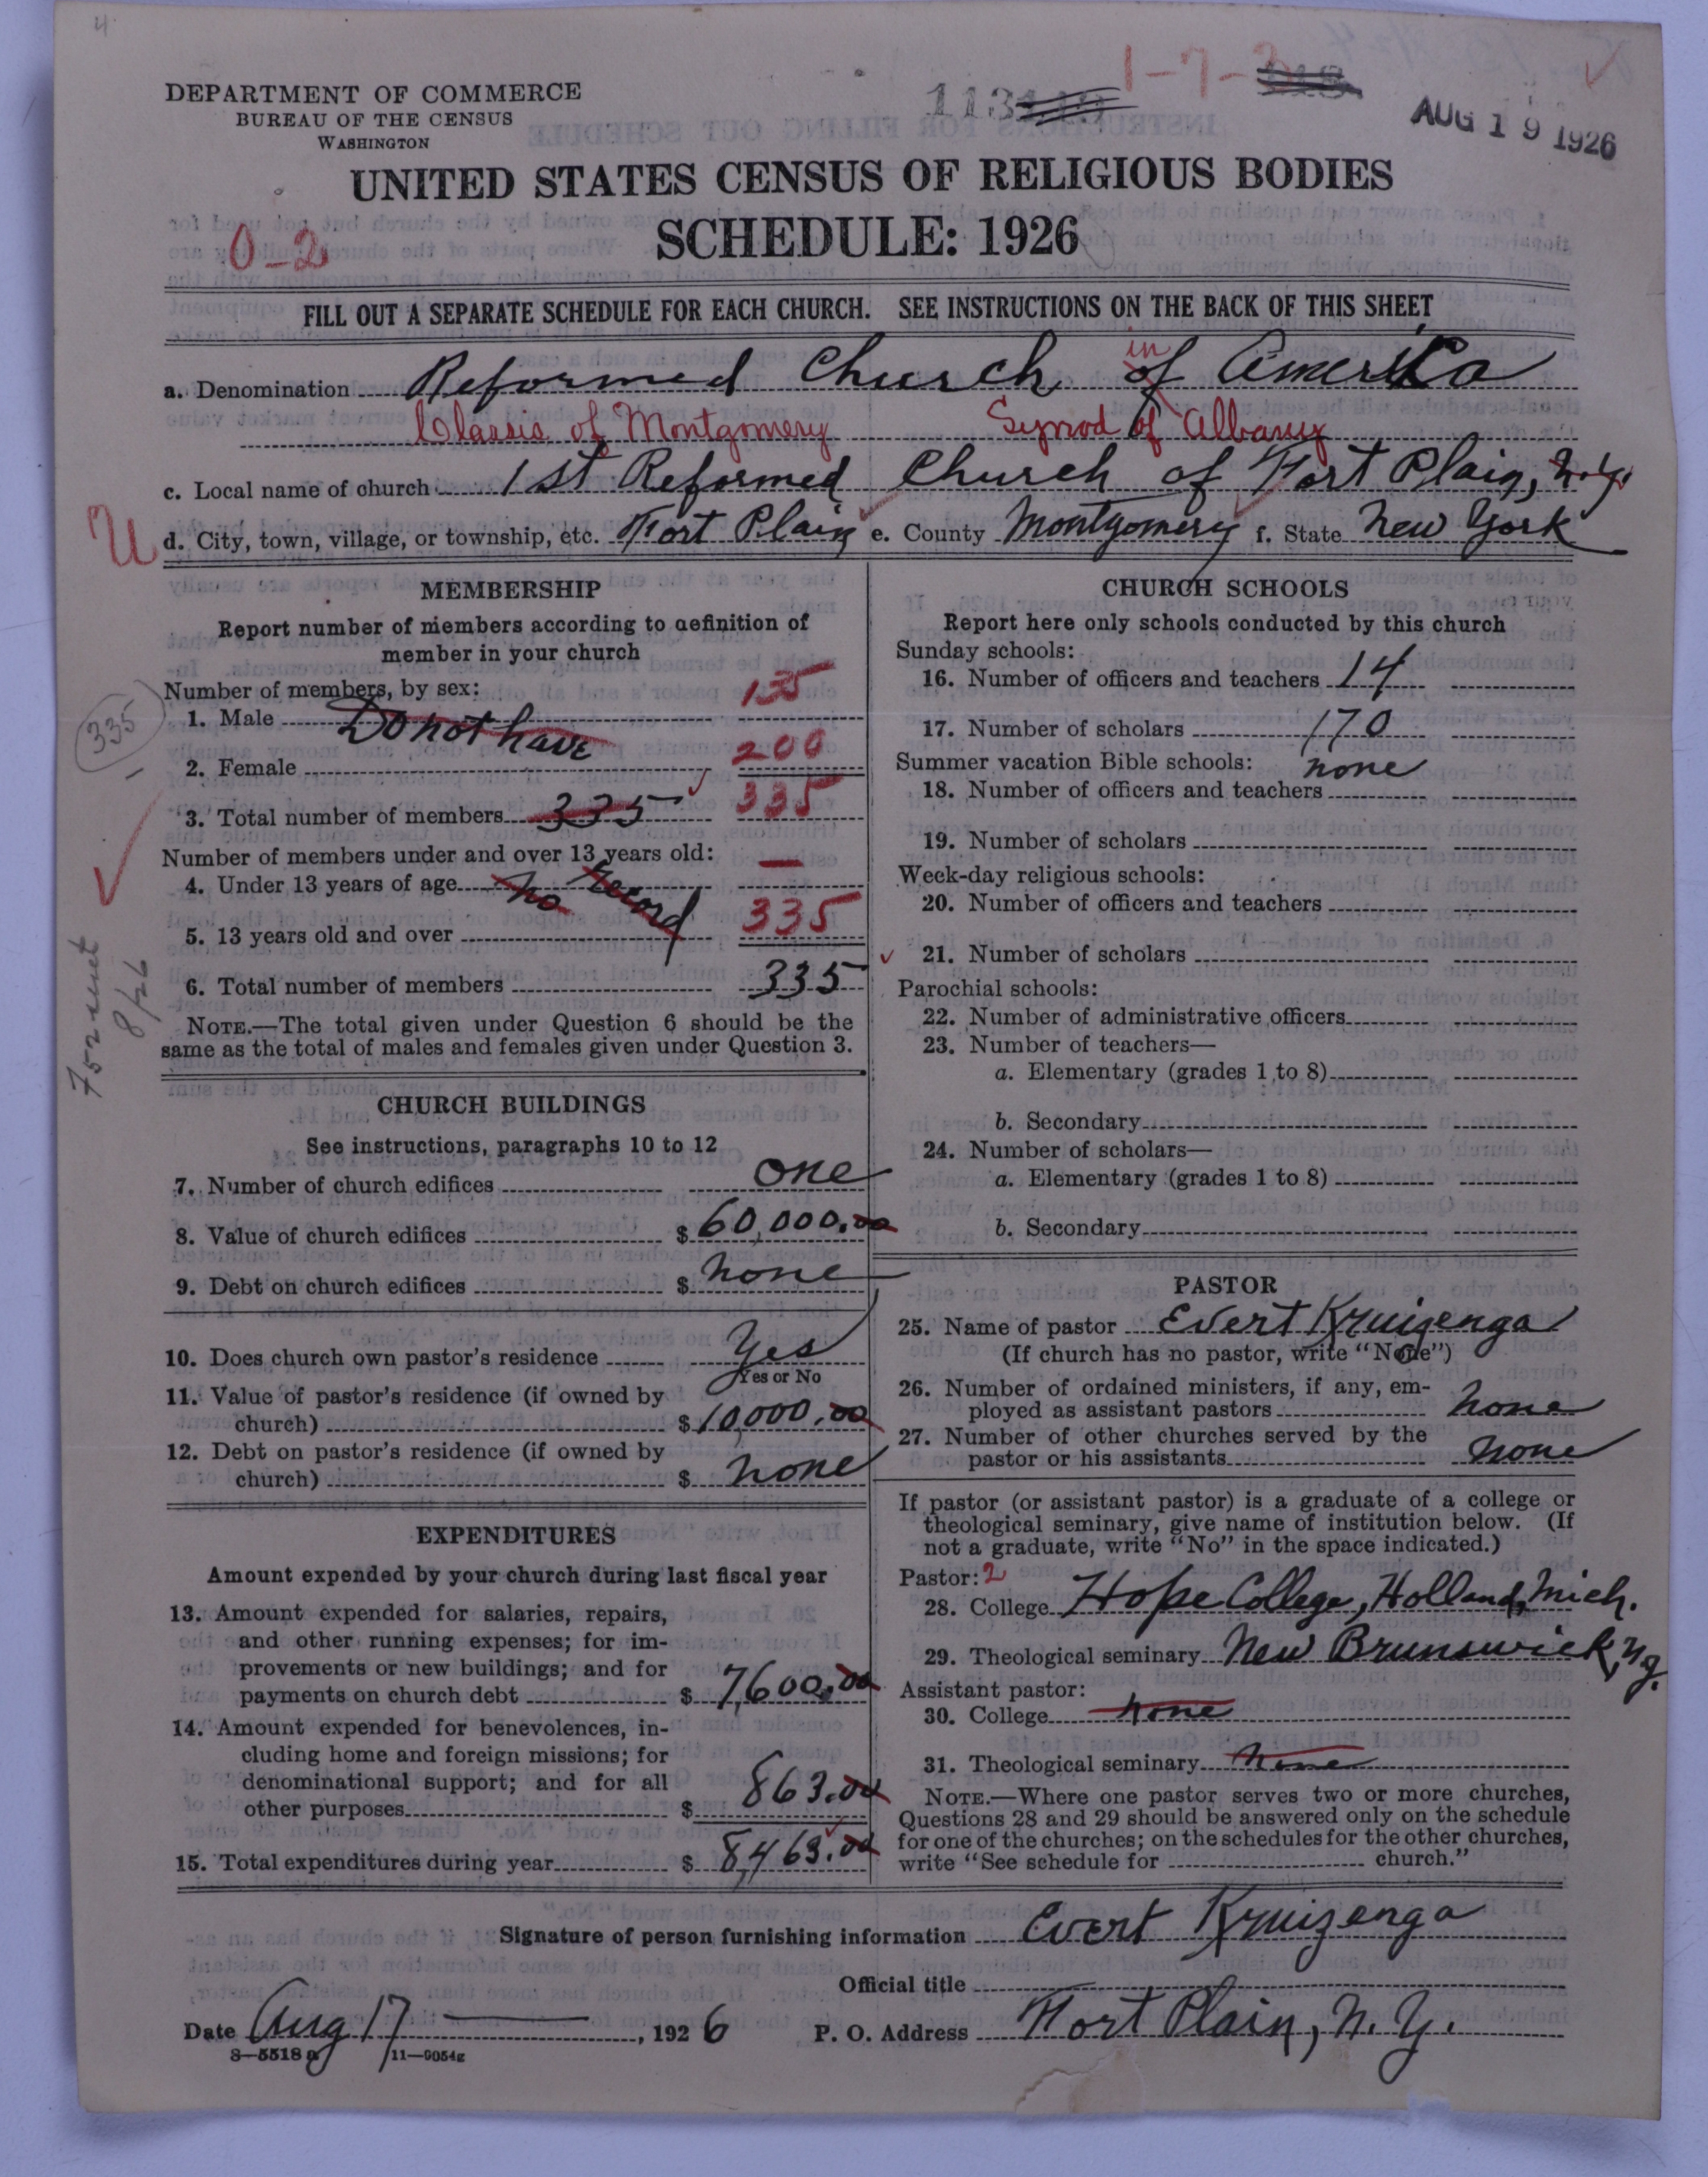 4
1-7-3
113
AUG 19 1926
DEPARTMENT OF COMMERCE
BUREAU OF THE CENSUS
WASHINGTON
UNITED STATES CENSUS OF RELIGIOUS BODIES
SCHEDULE: 1926
0-2
FILL OUT A SEPARATE SCHEDULE FOR EACH CHURCH. SEE INSTRUCTIONS ON THE BACK OF THIS SHEET
in
a. Denomination Reformed Church of America
Classis of Montgomery Synod of Albany
c. Local name of church 1st Reformed Church of Fort Plain, N.Y.
U
d. City, town, village, or township, etc. Fort Plain e. County Montgomery f. State New York
MEMBERSHIP
Report number of members according to definition of
member in your church
Number of members, by sex:
135
1. Male Do not have
335
2. Female 200
3. Total number of members 335 335
Number of members under and over 13 years old:
4. Under 13 years of age no record —
5. 13 years old and over 335
6. Total number of members 335
NOTE.—The total given under Question 6 should be the
same as the total of males and females given under Question 3.
8/26
CHURCH BUILDINGS
See instructions, paragraphs 10 to 12
7. Number of church edifices one
8. Value of church edifices $ 60,000.00
9. Debt on church edifices $ none
10. Does church own pastor's residence Yes
Yes or No
11. Value of pastor's residence (if owned by
church) $ 10,000.00
12. Debt on pastor's residence (if owned by
church) $ none
EXPENDITURES
Amount expended by your church during last fiscal year
13. Amount expended for salaries, repairs,
and other running expenses; for im-
provements or new buildings; and for
payments on church debt $ 7,600.00
14. Amount expended for benevolences, in-
cluding home and foreign missions; for
denominational support; and for all
other purposes $ 863.00
15. Total expenditures during year $ 8,463.00
CHURCH SCHOOLS
Report here only schools conducted by this church
Sunday schools:
16. Number of officers and teachers 14
17. Number of scholars 170
Summer vacation Bible schools: none
18. Number of officers and teachers
19. Number of scholars
Week-day religious schools:
20. Number of officers and teachers
21. Number of scholars
Parochial schools:
22. Number of administrative officers
23. Number of teachers—
a. Elementary (grades 1 to 8)
b. Secondary
24. Number of scholars—
a. Elementary (grades 1 to 8)
b. Secondary
PASTOR
25. Name of pastor Evert Kruizenga
(If church has no pastor, write "None")
26. Number of ordained ministers, if any, em-
ployed as assistant pastors none
27. Number of other churches served by the
pastor or his assistants none
If pastor (or assistant pastor) is a graduate of a college or
theological seminary, give name of institution below. (If
not a graduate, write "No" in the space indicated.)
Pastor: 2
28. College Hope College, Holland, Mich.
29. Theological seminary New Brunswick, N.J.
Assistant pastor:
30. College none
31. Theological seminary none
NOTE.—Where one pastor serves two or more churches,
Questions 28 and 29 should be answered only on the schedule
for one of the churches; on the schedules for the other churches,
write "See schedule for church."
Signature of person furnishing information Evert Kruizenga
Official title
Date Aug 17, 1926 P. O. Address Fort Plain, N. Y.
8—5518 a 11—9054g